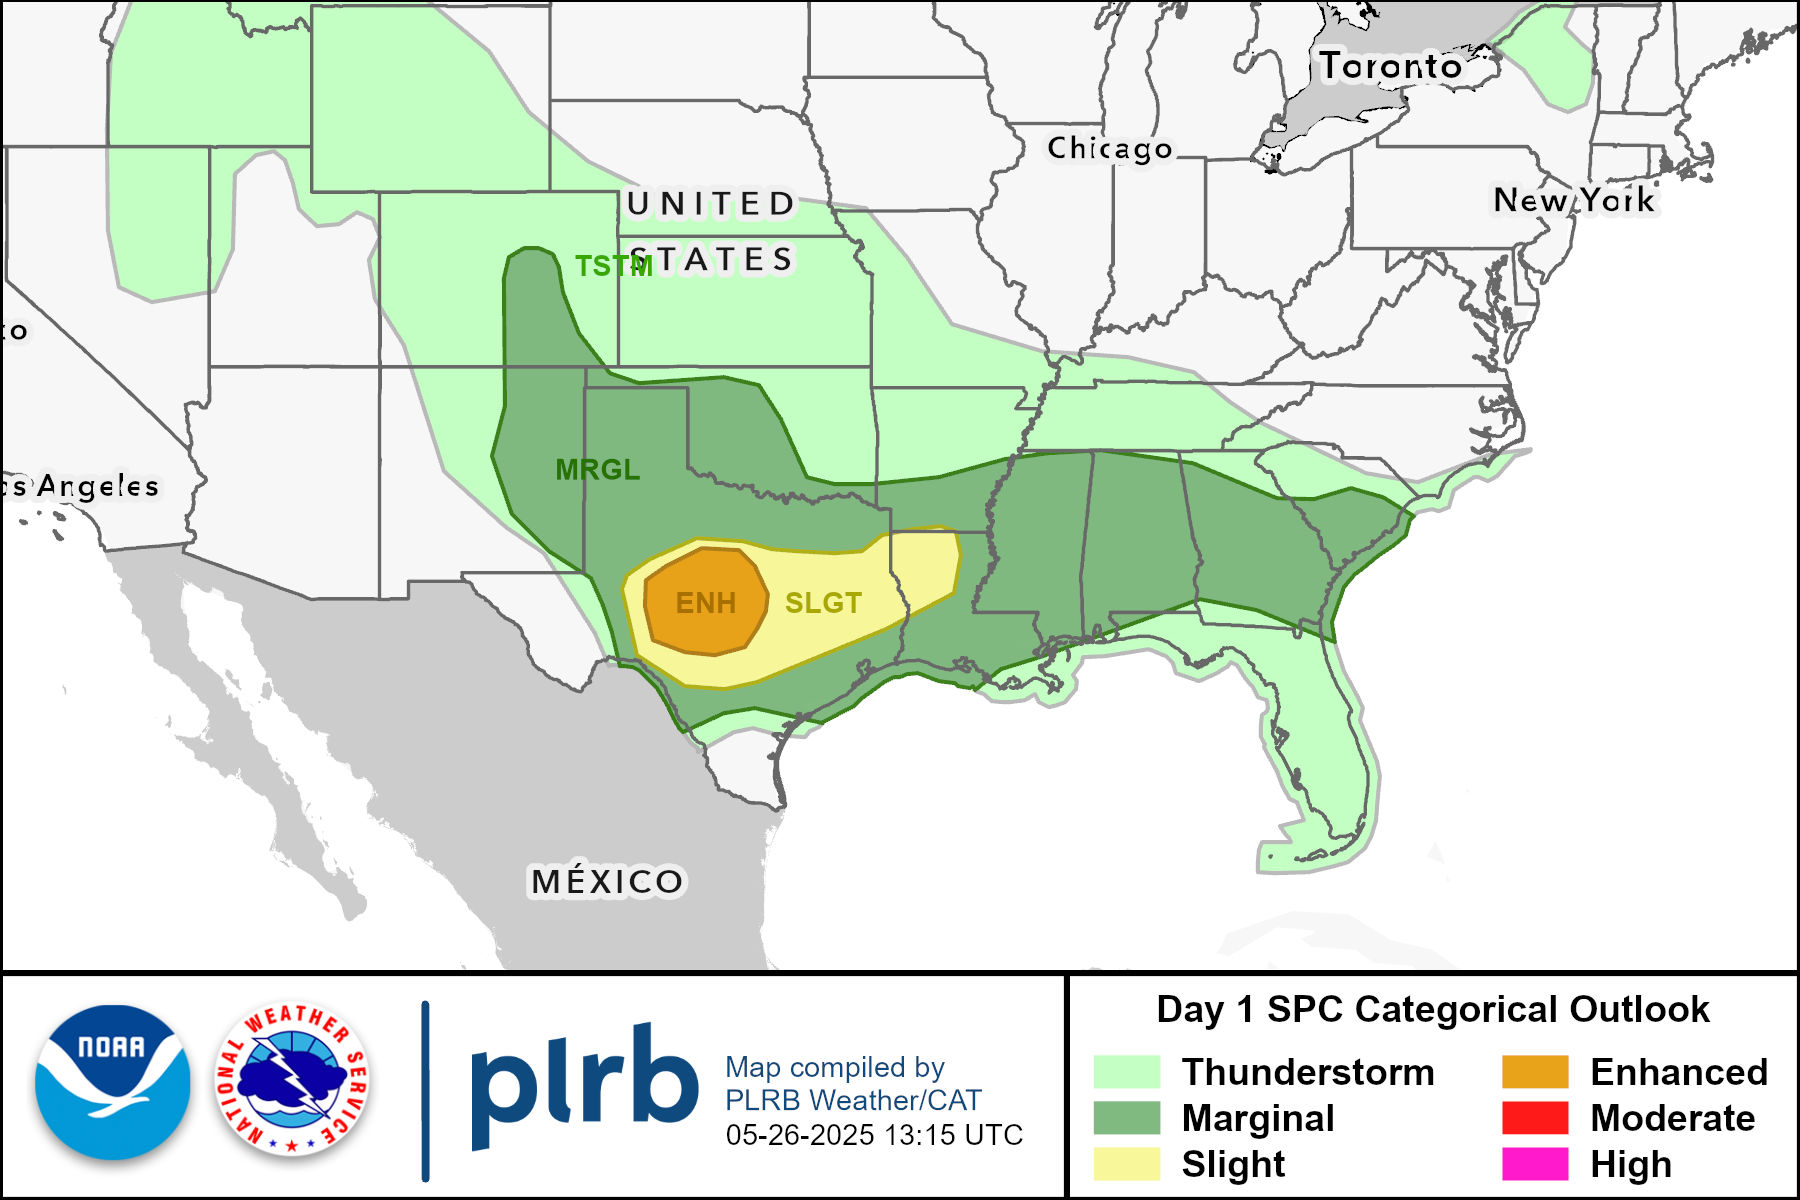 Toronto
Chicago
New York
UNITED
STATES
TSTM
to
os Angeles
MRGL
ENH
SLGT
MÉXICO
NOAA
NATIONAL WEATHER SERVICE
plrb
Map compiled by
PLRB Weather/CAT
05-26-2025 13:15 UTC
Day 1 SPC Categorical Outlook
Thunderstorm
Enhanced
Marginal
Moderate
Slight
High